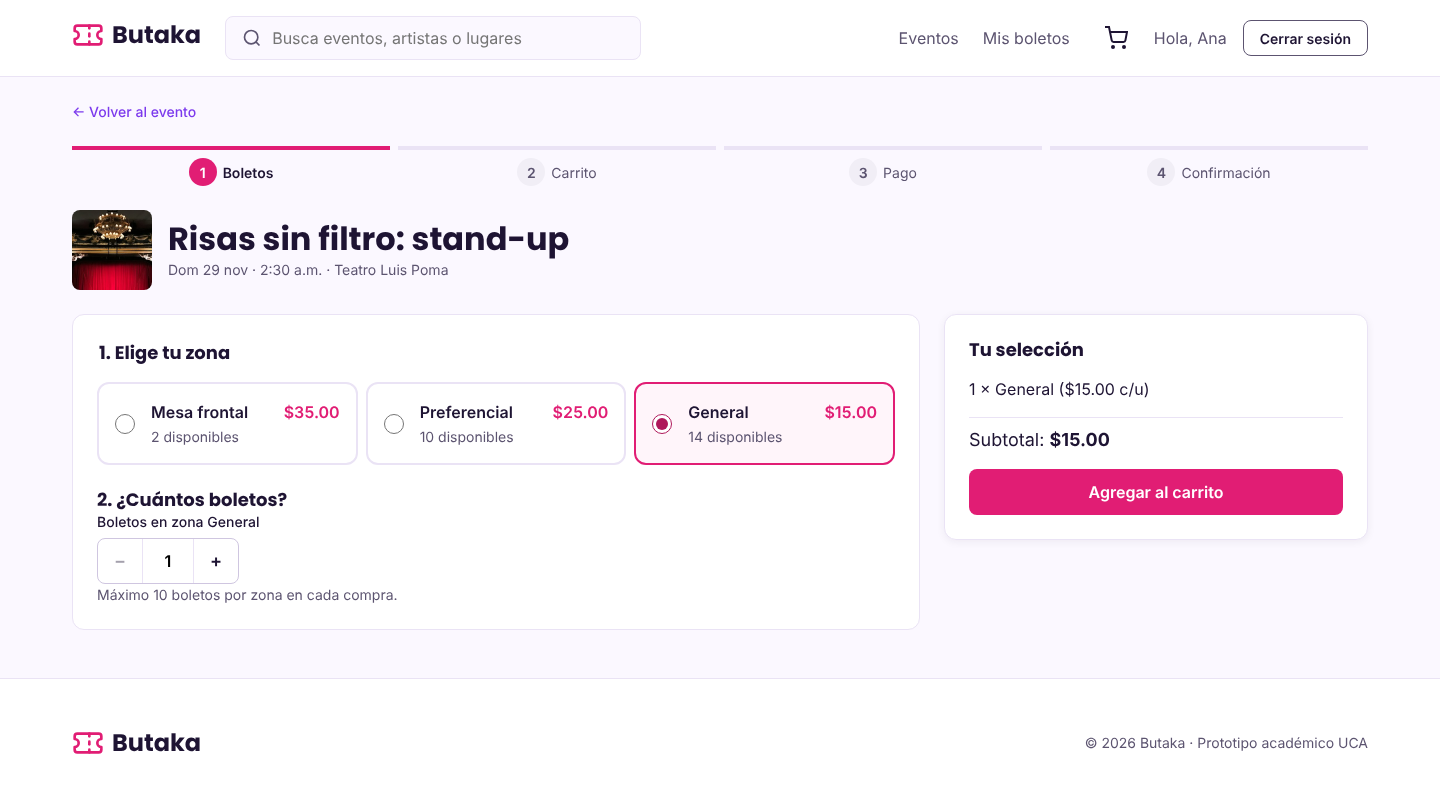 Butaka
Busca eventos, artistas o lugares
Eventos
Mis boletos
Hola, Ana
Cerrar sesión
← Volver al evento
1 Boletos
2 Carrito
3 Pago
4 Confirmación
Risas sin filtro: stand-up
Dom 29 nov · 2:30 a.m. · Teatro Luis Poma
1. Elige tu zona
Mesa frontal $35.00
2 disponibles
Preferencial $25.00
10 disponibles
General $15.00
14 disponibles
2. ¿Cuántos boletos?
Boletos en zona General
− 1 +
Máximo 10 boletos por zona en cada compra.
Tu selección
1 × General ($15.00 c/u)
Subtotal: $15.00
Agregar al carrito
Butaka
© 2026 Butaka · Prototipo académico UCA